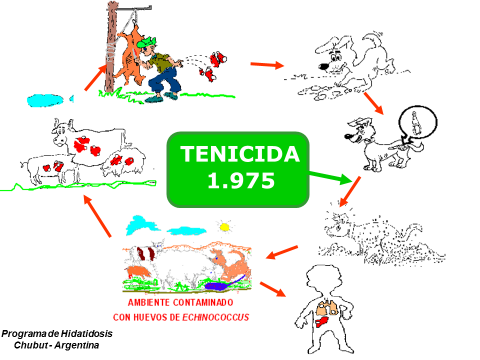 TENICIDA
1.975
AMBIENTE CONTAMINADO
CON HUEVOS DE ECHINOCOCCUS
Programa de Hidatidosis
Chubut - Argentina